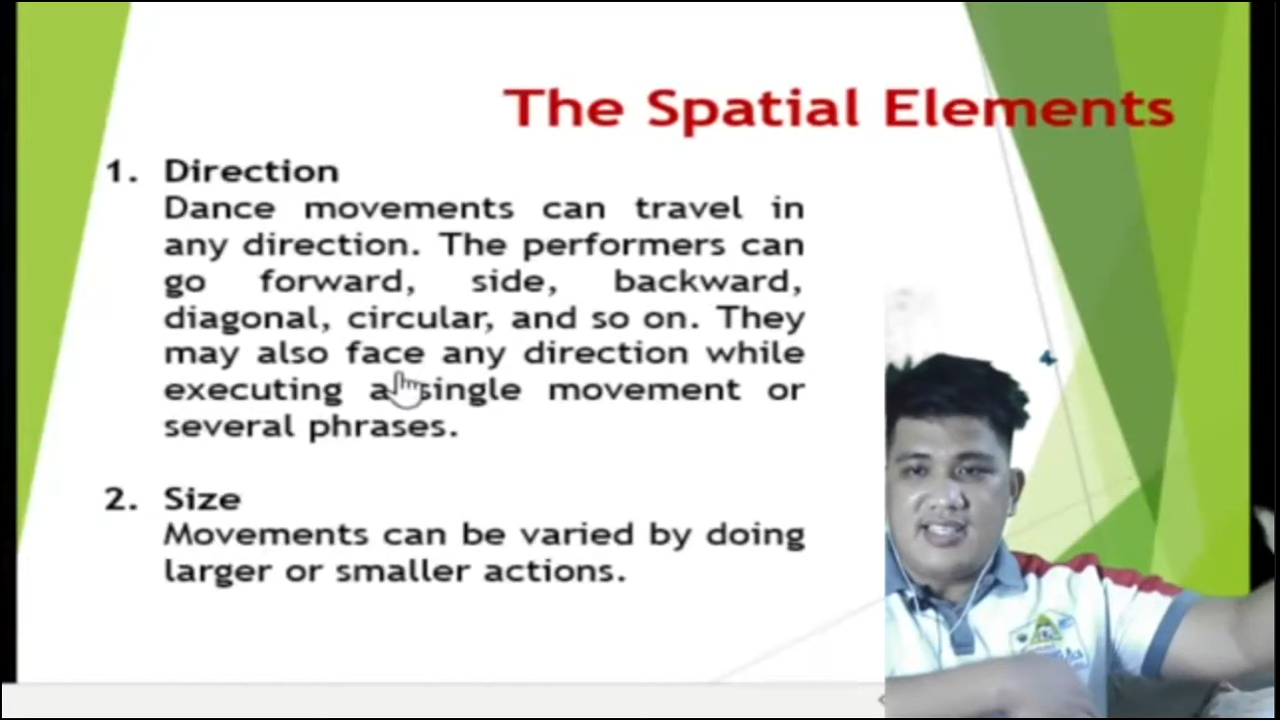 The Spatial Elements
1. Direction
Dance movements can travel in
any direction. The performers can
go forward, side, backward,
diagonal, circular, and so on. They
may also face any direction while
executing a single movement or
several phrases.
2. Size
Movements can be varied by doing
larger or smaller actions.